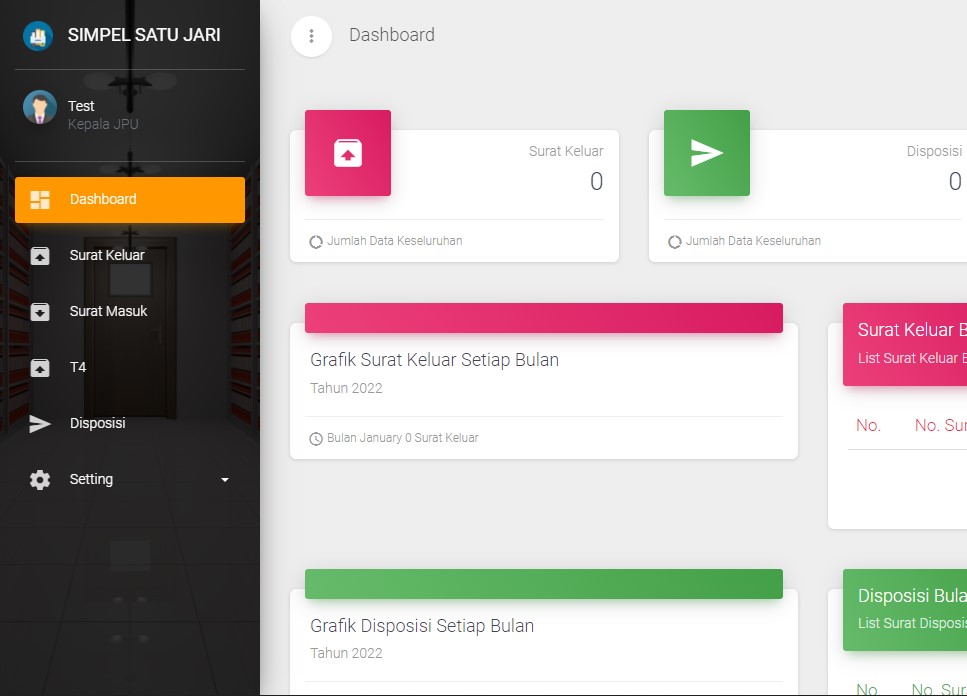 SIMPEL SATU JARI
Test
Kepala JPU
Dashboard
Surat Keluar
Surat Masuk
T4
Disposisi
Setting
Dashboard
Surat Keluar
0
Jumlah Data Keseluruhan
Disposisi
0
Jumlah Data Keseluruhan
Grafik Surat Keluar Setiap Bulan
Tahun 2022
Bulan January 0 Surat Keluar
Surat Keluar B
List Surat Keluar B
No. No. Sur
Grafik Disposisi Setiap Bulan
Tahun 2022
Disposisi Bula
List Surat Disposis
No. No. Sur